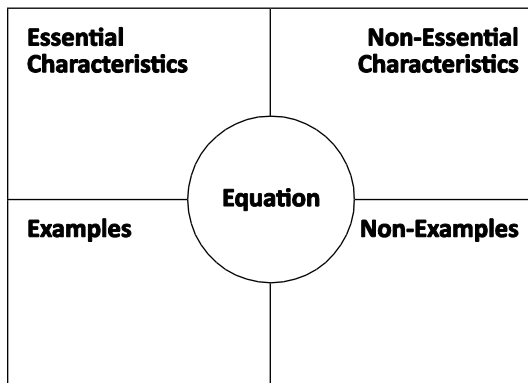 Essential
Characteristics
Non-Essential
Characteristics
Equation
Examples
Non-Examples